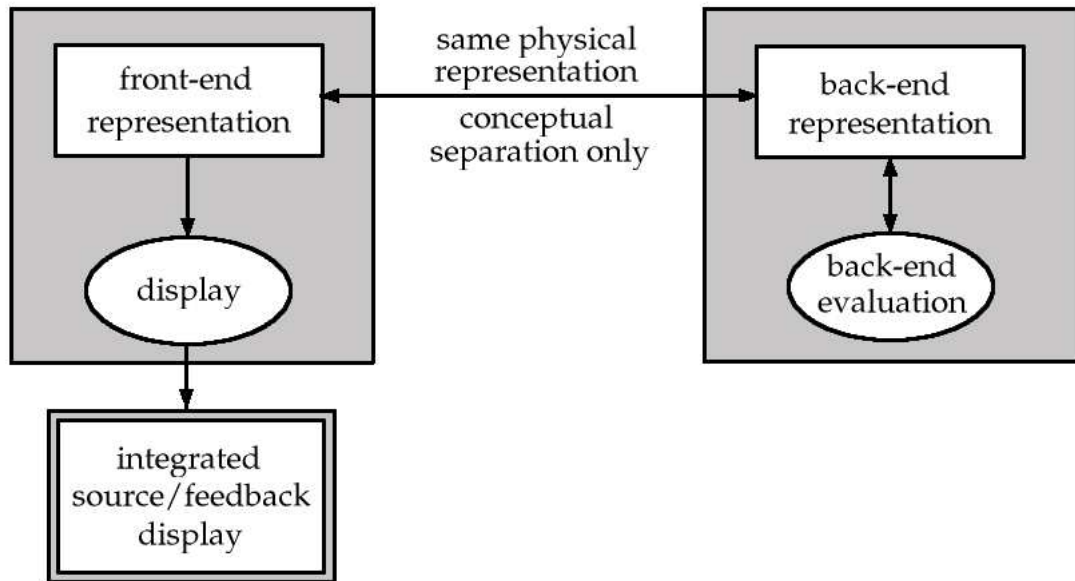 front-end
representation
same physical
representation
conceptual
separation only
back-end
representation
display
back-end
evaluation
integrated
source/feedback
display